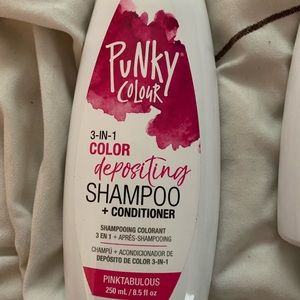 PUNKY
COLOUR
3-IN-1
COLOR
depositing
SHAMPOO
+ CONDITIONER
SHAMPOOING COLORANT
3 EN 1 + APRÈS-SHAMPOOING
CHAMPÚ + ACONDICIONADOR DE
DEPÓSITO DE COLOR 3-IN-1
PINKTABULOUS
250 mL / 8.5 fl oz